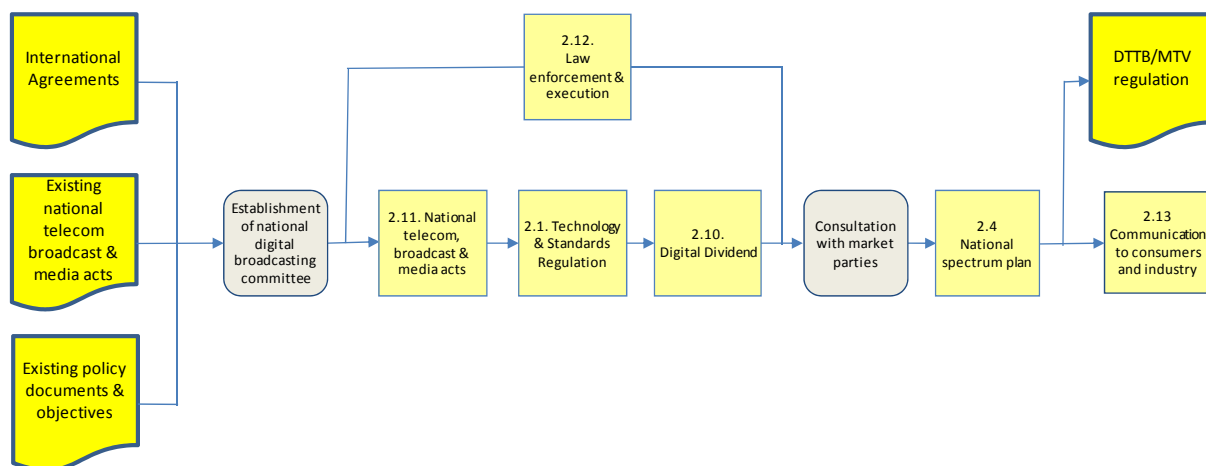 International
Agreements
Existing
national
telecom
broadcast &
media acts
Existing policy
documents &
objectives
Establishment
of national
digital
broadcasting
committee
2.12.
Law
enforcement &
execution
2.11. National
telecom,
broadcast &
media acts
2.1. Technology
& Standards
Regulation
2.10.
Digital Dividend
Consultation
with market
parties
2.4
National
spectrum plan
DTTB/MTV
regulation
2.13
Communication
to consumers
and industry